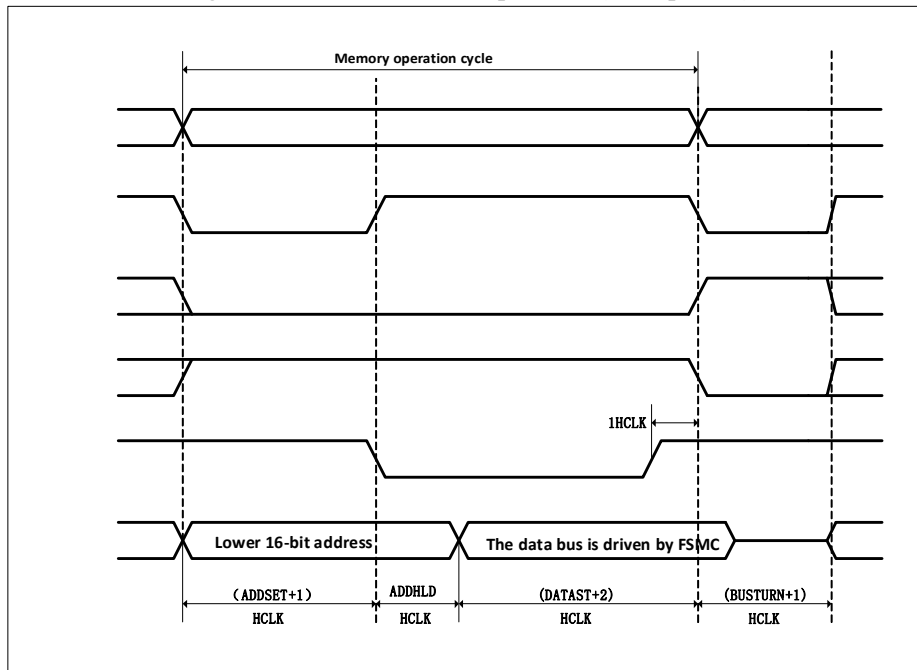 Memory operation cycle
1HCLK
Lower 16-bit address
The data bus is driven by FSMC
(ADDSET+1)
ADDHLD
(DATAST+2)
(BUSTURN+1)
HCLK
HCLK
HCLK
HCLK